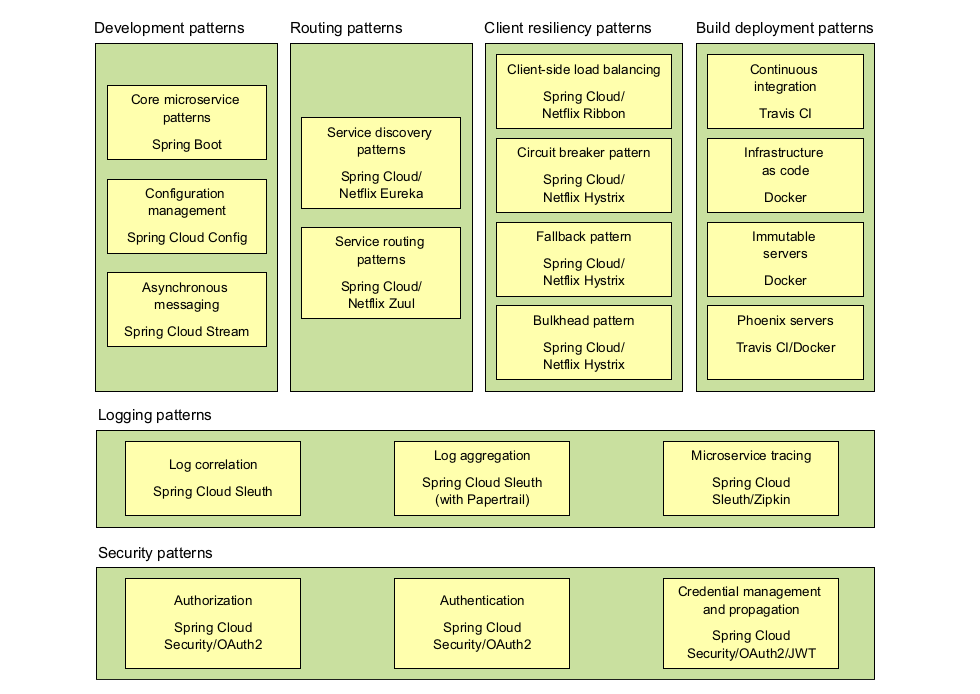 Development patterns
Core microservice
patterns
Spring Boot
Configuration
management
Spring Cloud Config
Asynchronous
messaging
Spring Cloud Stream
Routing patterns
Service discovery
patterns
Spring Cloud/
Netflix Eureka
Service routing
patterns
Spring Cloud/
Netflix Zuul
Client resiliency patterns
Client-side load balancing
Spring Cloud/
Netflix Ribbon
Circuit breaker pattern
Spring Cloud/
Netflix Hystrix
Fallback pattern
Spring Cloud/
Netflix Hystrix
Bulkhead pattern
Spring Cloud/
Netflix Hystrix
Build deployment patterns
Continuous
integration
Travis CI
Infrastructure
as code
Docker
Immutable
servers
Docker
Phoenix servers
Travis CI/Docker
Logging patterns
Log correlation
Spring Cloud Sleuth
Log aggregation
Spring Cloud Sleuth
(with Papertrail)
Microservice tracing
Spring Cloud
Sleuth/Zipkin
Security patterns
Authorization
Spring Cloud
Security/OAuth2
Authentication
Spring Cloud
Security/OAuth2
Credential management
and propagation
Spring Cloud
Security/OAuth2/JWT